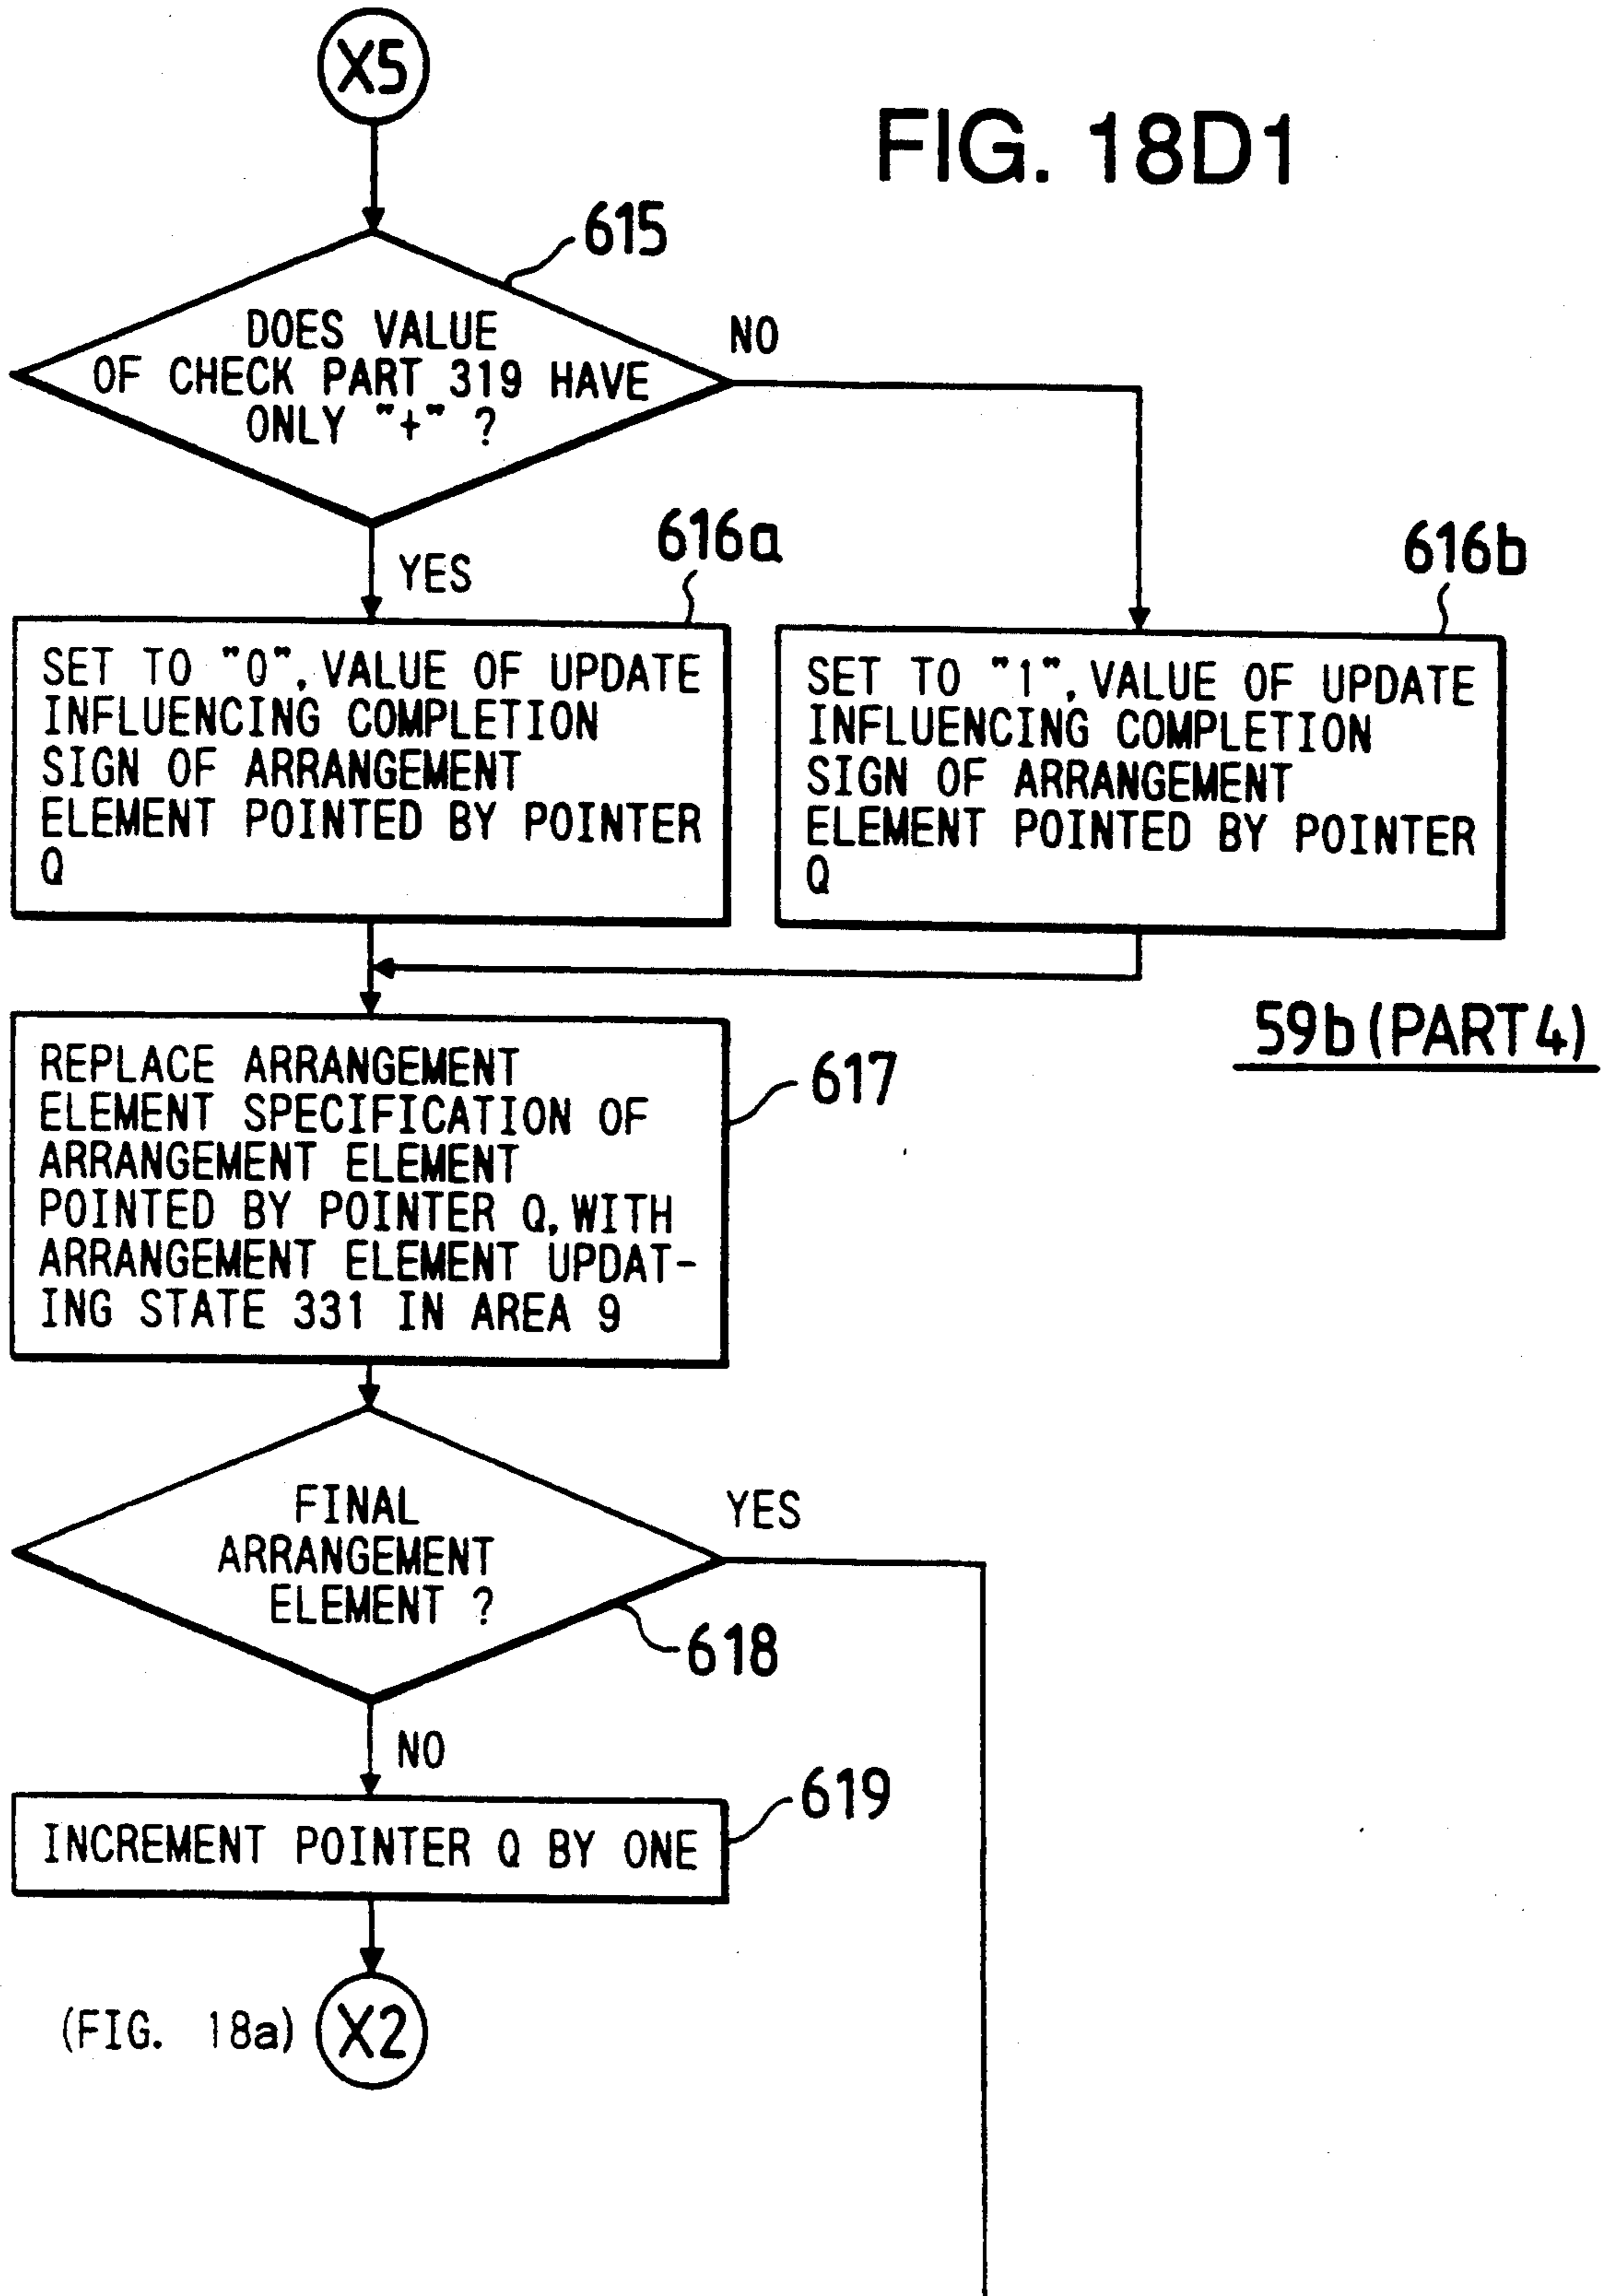 X5
FIG. 18D1
615
DOES VALUE
OF CHECK PART 319 HAVE
ONLY "+" ?
NO
YES
616a
616b
SET TO "0", VALUE OF UPDATE
INFLUENCING COMPLETION
SIGN OF ARRANGEMENT
ELEMENT POINTED BY POINTER
Q
SET TO "1", VALUE OF UPDATE
INFLUENCING COMPLETION
SIGN OF ARRANGEMENT
ELEMENT POINTED BY POINTER
Q
59b (PART 4)
617
REPLACE ARRANGEMENT
ELEMENT SPECIFICATION OF
ARRANGEMENT ELEMENT
POINTED BY POINTER Q, WITH
ARRANGEMENT ELEMENT UPDAT-
ING STATE 331 IN AREA 9
FINAL
ARRANGEMENT
ELEMENT ?
YES
618
NO
619
INCREMENT POINTER Q BY ONE
(FIG. 18a)
X2